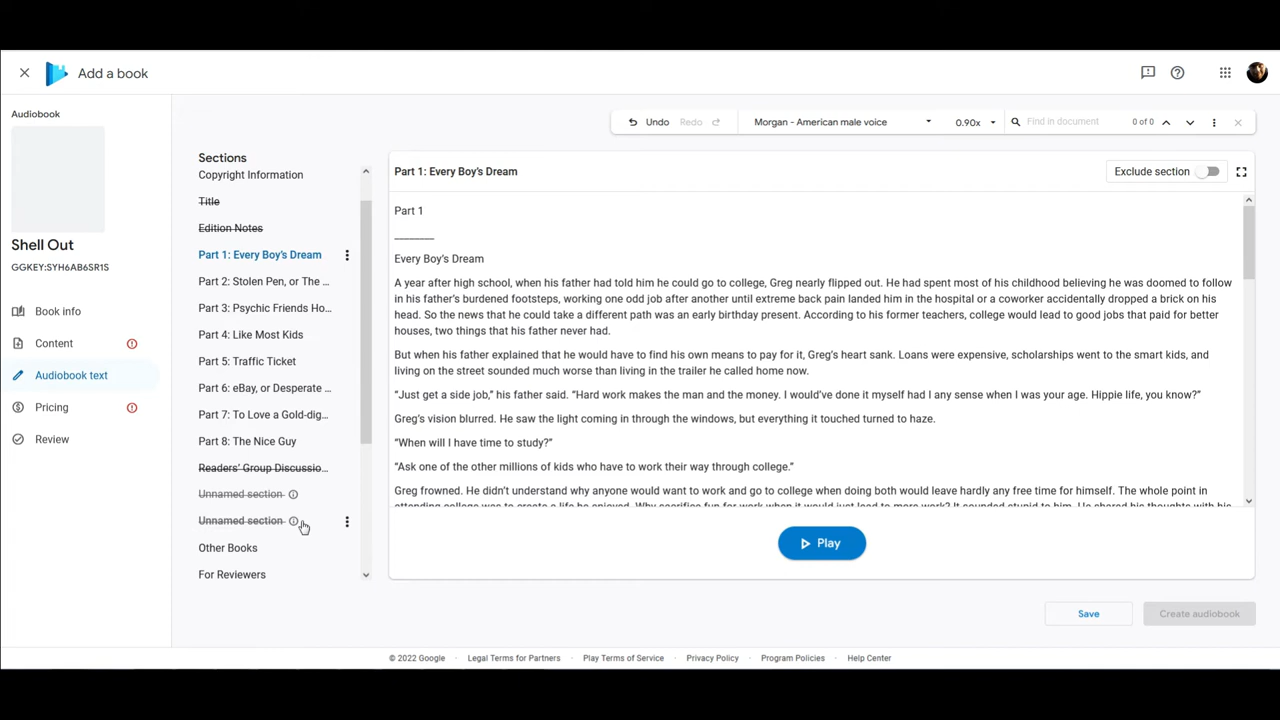 Add a book
Audiobook
Shell Out
GGKEY:SYH6AB6SR1S
Book info
Content
Audiobook text
Pricing
Review
Undo
Redo
Morgan - American male voice
0.90x
Find in document
0 of 0
Sections
Copyright Information
Title
Edition Notes
Part 1: Every Boy's Dream
Part 2: Stolen Pen, or The ...
Part 3: Psychic Friends Ho...
Part 4: Like Most Kids
Part 5: Traffic Ticket
Part 6: eBay, or Desperate ...
Part 7: To Love a Gold-dig...
Part 8: The Nice Guy
Readers' Group Discussio...
Unnamed section
Unnamed section
Other Books
For Reviewers
Part 1: Every Boy's Dream
Exclude section
Part 1
________
Every Boy's Dream
A year after high school, when his father had told him he could go to college, Greg nearly flipped out. He had spent most of his childhood believing he was doomed to follow
in his father's burdened footsteps, working one odd job after another until extreme back pain landed him in the hospital or a coworker accidentally dropped a brick on his
head. So the news that he could take a different path was an early birthday present. According to his former teachers, college would lead to good jobs that paid for better
houses, two things that his father never had.
But when his father explained that he would have to find his own means to pay for it, Greg's heart sank. Loans were expensive, scholarships went to the smart kids, and
living on the street sounded much worse than living in the trailer he called home now.
“Just get a side job,” his father said. “Hard work makes the man and the money. I would've done it myself had I any sense when I was your age. Hippie life, you know?”
Greg's vision blurred. He saw the light coming in through the windows, but everything it touched turned to haze.
“When will I have time to study?”
“Ask one of the other millions of kids who have to work their way through college.”
Greg frowned. He didn't understand why anyone would want to work and go to college when doing both would leave hardly any free time for himself. The whole point in
attending college was to create a life he enjoyed. Why sacrifice fun for work when it would just lead to more work? It sounded stupid to him. He shared his thoughts with his
Play
Save
Create audiobook
© 2022 Google
Legal Terms for Partners
Play Terms of Service
Privacy Policy
Program Policies
Help Center